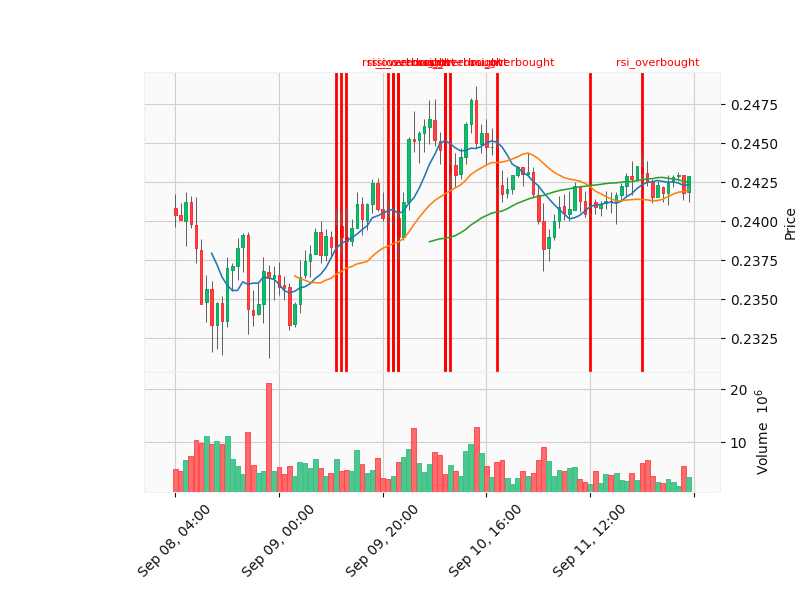 rsi_overbought
rsi_overbought
0.2475
0.2450
0.2425
0.2400
0.2375
0.2350
0.2325
Price
20
10
Volume 10^6
Sep 08, 04:00
Sep 09, 00:00
Sep 09, 20:00
Sep 10, 16:00
Sep 11, 12:00